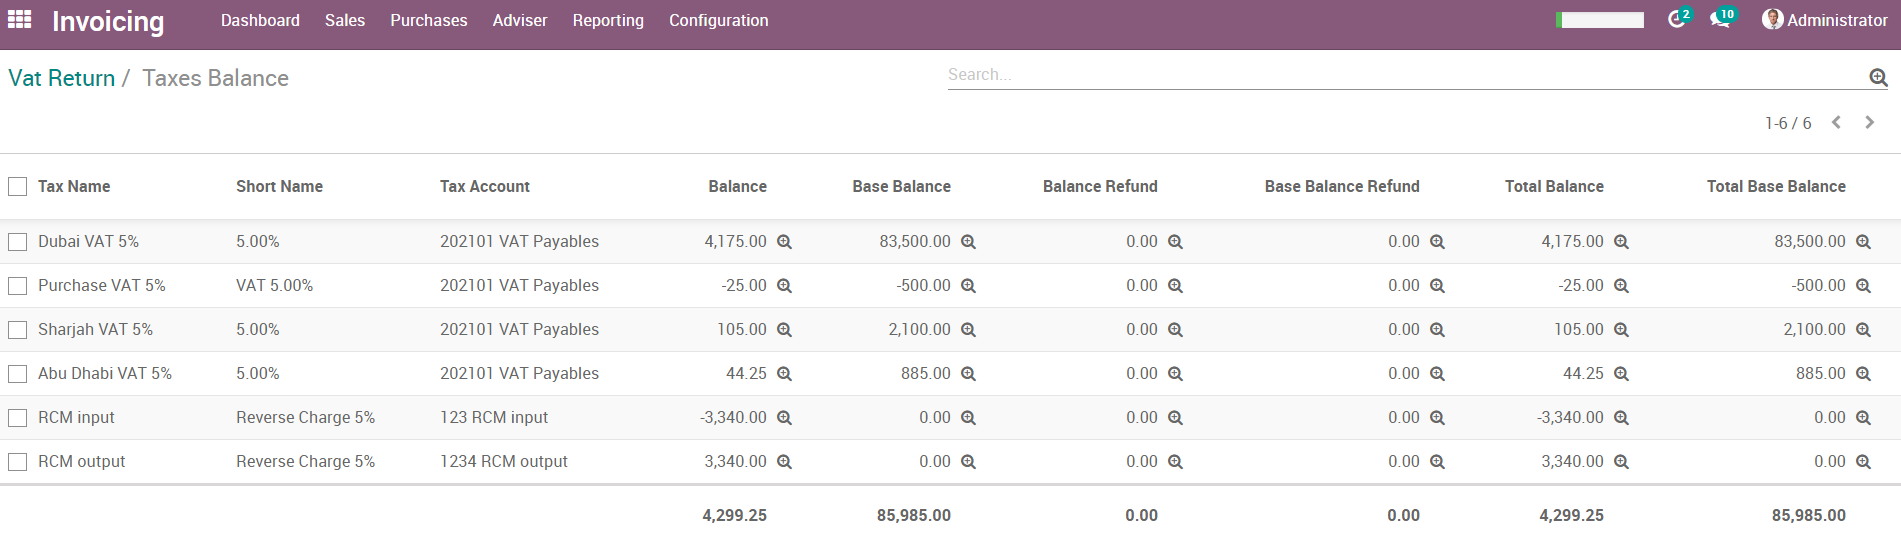 Invoicing Dashboard Sales Purchases Adviser Reporting Configuration 2 10 Administrator
Vat Return / Taxes Balance Search...
1-6 / 6
Tax Name Short Name Tax Account Balance Base Balance Balance Refund Base Balance Refund Total Balance Total Base Balance
Dubai VAT 5% 5.00% 202101 VAT Payables 4,175.00 83,500.00 0.00 0.00 4,175.00 83,500.00
Purchase VAT 5% VAT 5.00% 202101 VAT Payables -25.00 -500.00 0.00 0.00 -25.00 -500.00
Sharjah VAT 5% 5.00% 202101 VAT Payables 105.00 2,100.00 0.00 0.00 105.00 2,100.00
Abu Dhabi VAT 5% 5.00% 202101 VAT Payables 44.25 885.00 0.00 0.00 44.25 885.00
RCM input Reverse Charge 5% 123 RCM input -3,340.00 0.00 0.00 0.00 -3,340.00 0.00
RCM output Reverse Charge 5% 1234 RCM output 3,340.00 0.00 0.00 0.00 3,340.00 0.00
4,299.25 85,985.00 0.00 0.00 4,299.25 85,985.00